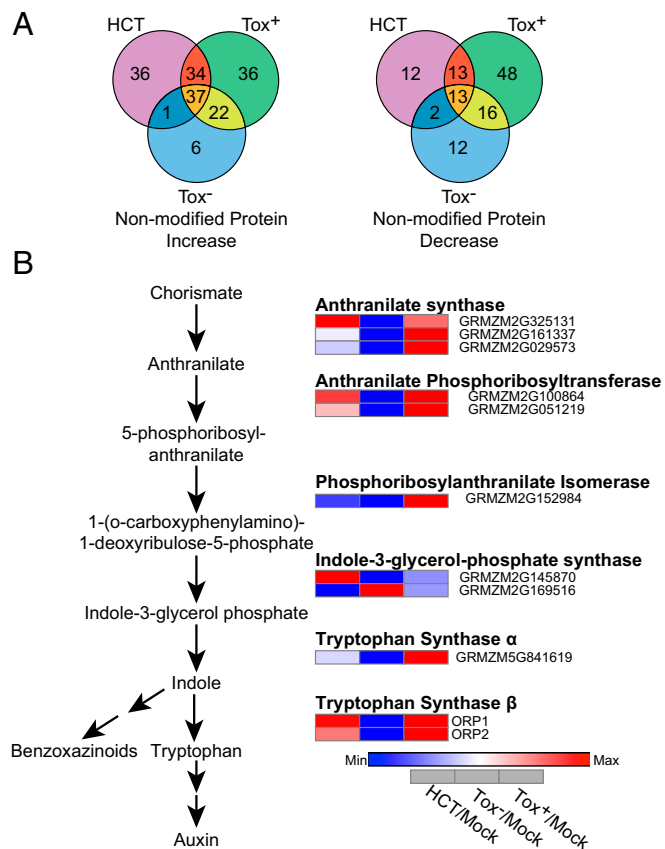 A
HCT
Tox+
36
34
36
37
1
22
6
Tox-
Non-modified Protein
Increase
HCT
Tox+
12
13
48
13
2
16
12
Tox-
Non-modified Protein
Decrease
B
Chorismate
Anthranilate
5-phosphoribosyl-
anthranilate
1-(o-carboxyphenylamino)-
1-deoxyribulose-5-phosphate
Indole-3-glycerol phosphate
Indole
Benzoxazinoids
Tryptophan
Auxin
Anthranilate synthase
GRMZM2G325131
GRMZM2G161337
GRMZM2G029573
Anthranilate Phosphoribosyltransferase
GRMZM2G100864
GRMZM2G051219
Phosphoribosylanthranilate Isomerase
GRMZM2G152984
Indole-3-glycerol-phosphate synthase
GRMZM2G145870
GRMZM2G169516
Tryptophan Synthase α
GRMZM5G841619
Tryptophan Synthase β
ORP1
ORP2
Min
Max
HCT/Mock
Tox-/Mock
Tox+/Mock